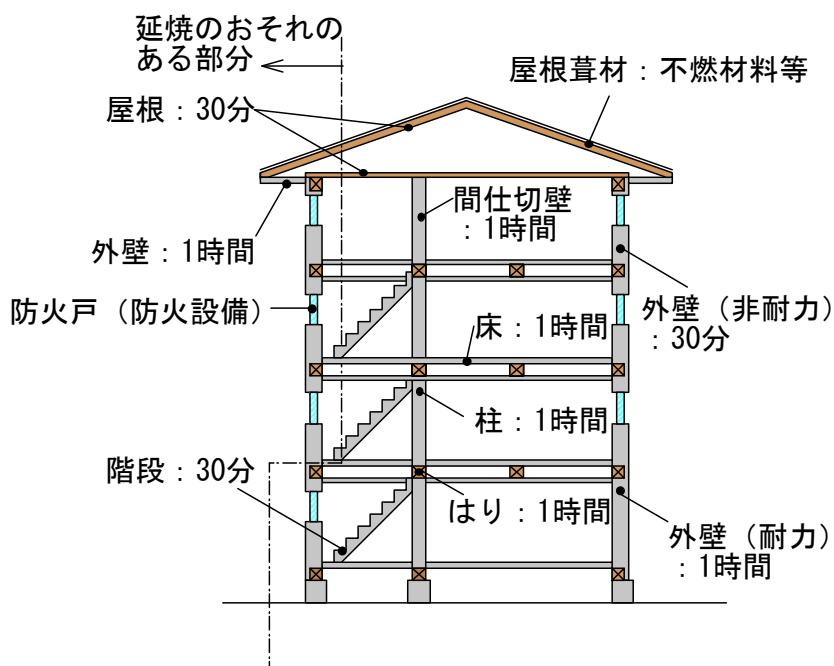 延焼のおそれの
ある部分
屋根葺材：不燃材料等
屋根：30分
間仕切壁
：1時間
外壁：1時間
防火戸（防火設備）
外壁（非耐力）
：30分
床：1時間
柱：1時間
階段：30分
はり：1時間
外壁（耐力）
：1時間